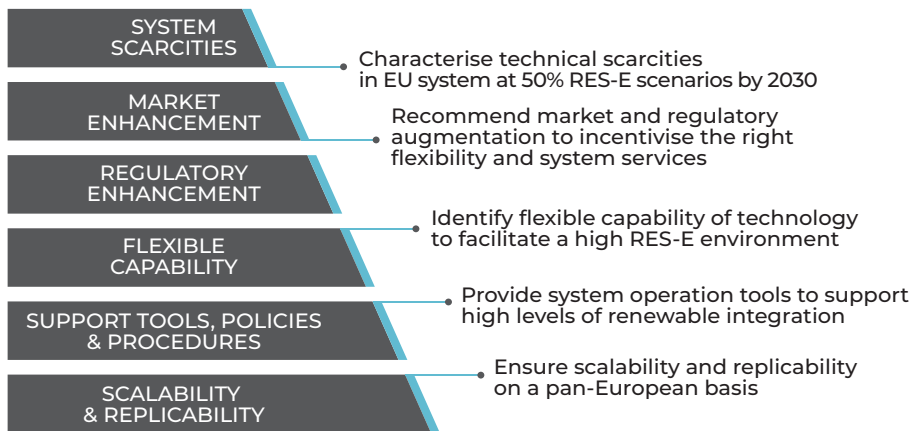 SYSTEM
SCARCITIES
Characterise technical scarcities
in EU system at 50% RES-E scenarios by 2030
MARKET
ENHANCEMENT
Recommend market and regulatory
augmentation to incentivise the right
flexibility and system services
REGULATORY
ENHANCEMENT
Identify flexible capability of technology
to facilitate a high RES-E environment
FLEXIBLE
CAPABILITY
Provide system operation tools to support
high levels of renewable integration
SUPPORT TOOLS, POLICIES
& PROCEDURES
Ensure scalability and replicability
on a pan-European basis
SCALABILITY
& REPLICABILITY